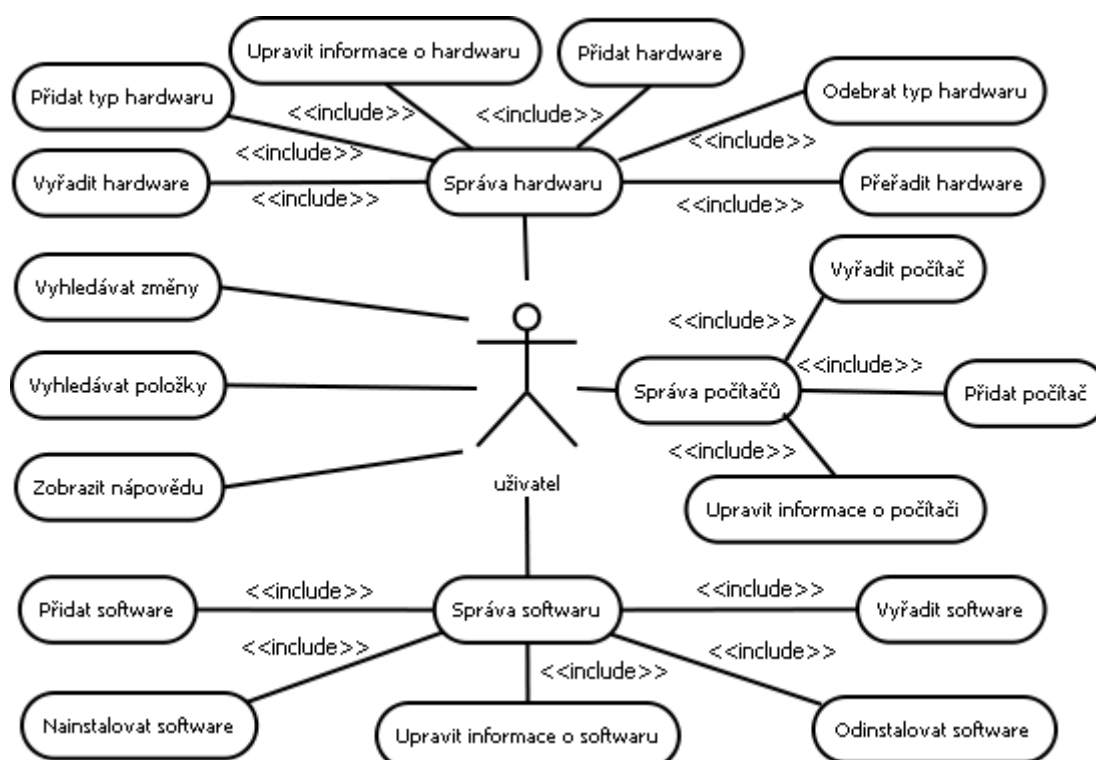 Upravit informace o hardwaru
Přidat hardware
Odebrat typ hardwaru
Přidat typ hardwaru
<<include>>
<<include>>
<<include>>
<<include>>
Vyřadit hardware
Správa hardwaru
Přeřadit hardware
<<include>>
<<include>>
Vyhledávat změny
Vyřadit počítač
<<include>>
<<include>>
Vyhledávat položky
Správa počítačů
Přidat počítač
<<include>>
Zobrazit nápovědu
uživatel
Upravit informace o počítači
<<include>>
<<include>>
Přidat software
Správa softwaru
Vyřadit software
<<include>>
<<include>>
<<include>>
Nainstalovat software
Upravit informace o softwaru
Odinstalovat software